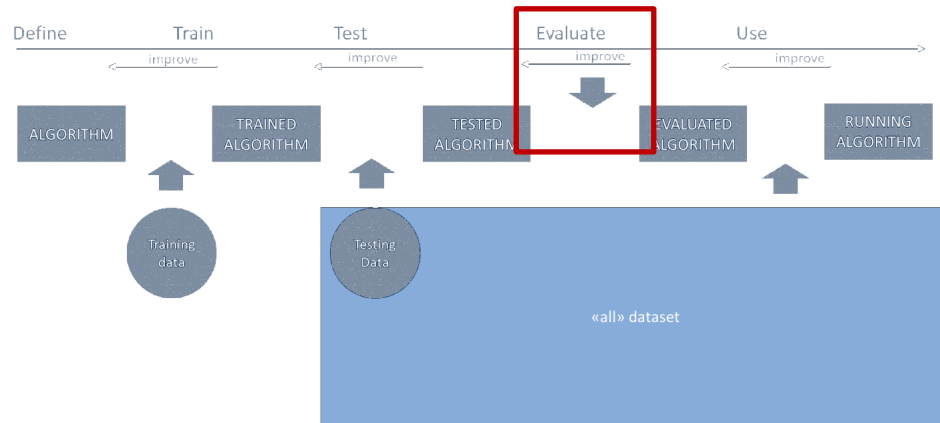 Define Train Test Evaluate Use
improve improve improve improve
ALGORITHM
TRAINED
ALGORITHM
TESTED
ALGORITHM
EVALUATED
ALGORITHM
RUNNING
ALGORITHM
Training
data
Testing
Data
«all» dataset